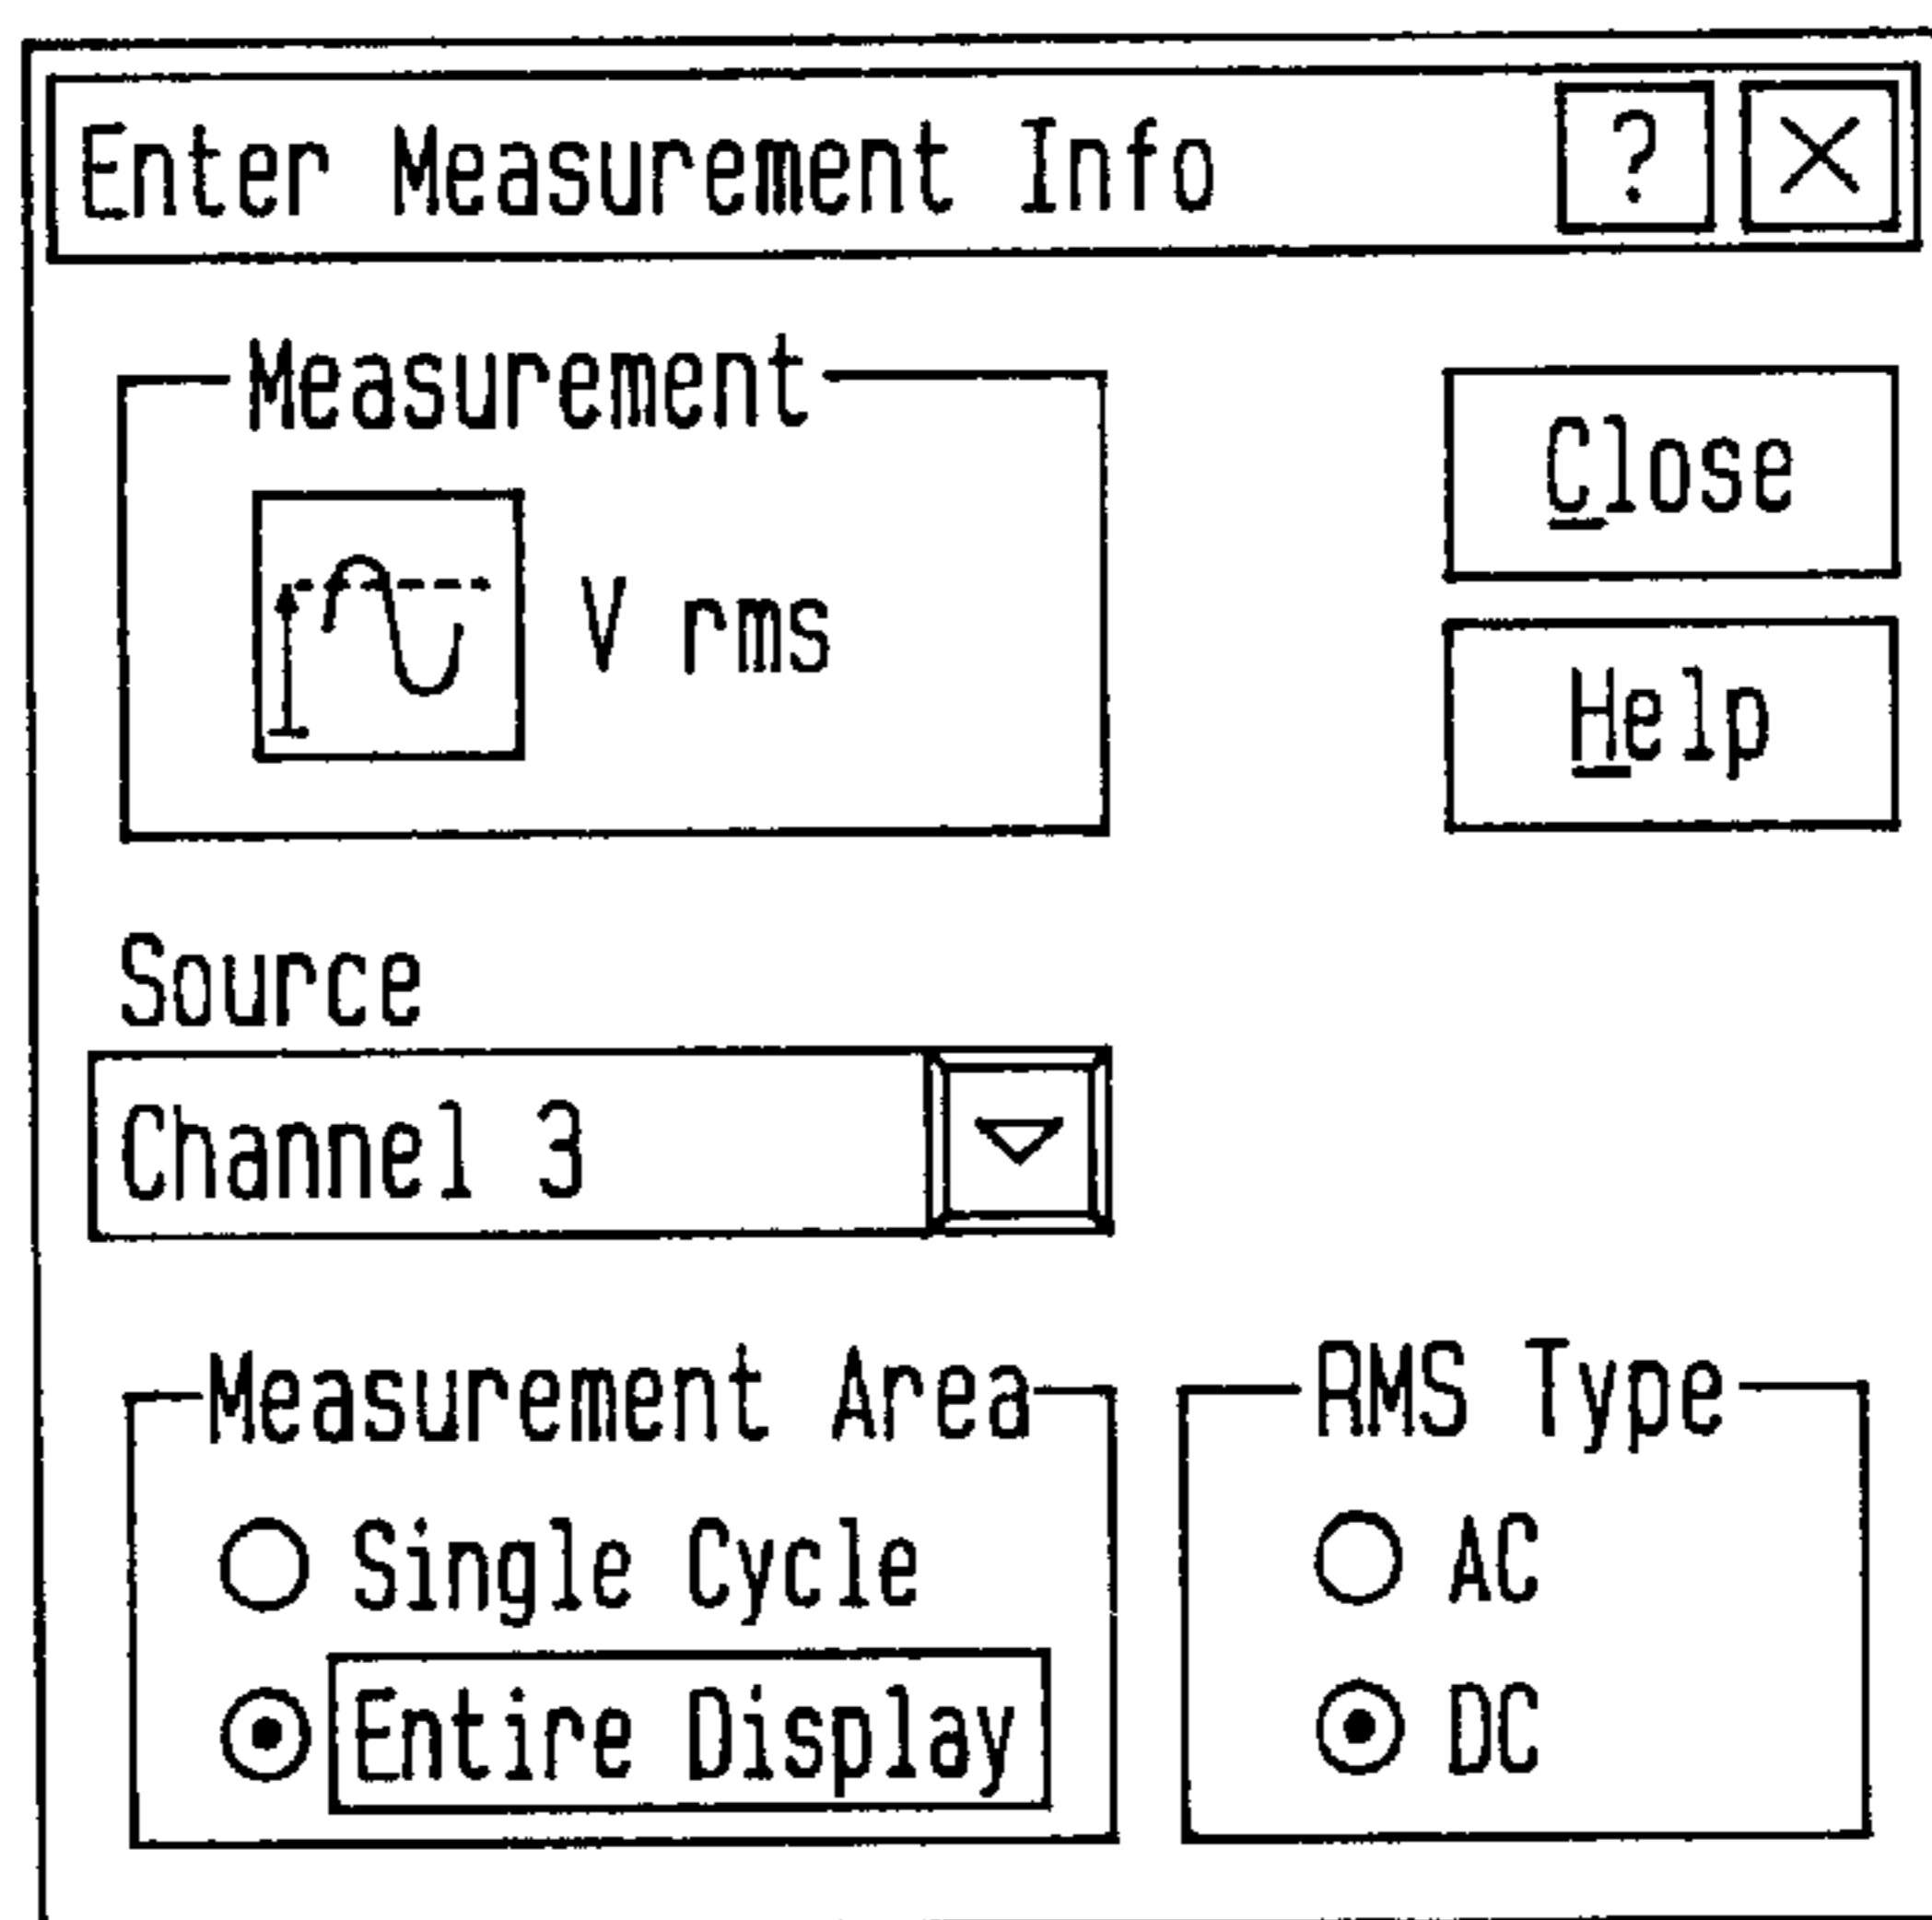 Enter Measurement Info ? X
Measurement
V rms
Close
Help
Source
Channel 3
Measurement Area
Single Cycle
Entire Display
RMS Type
AC
DC